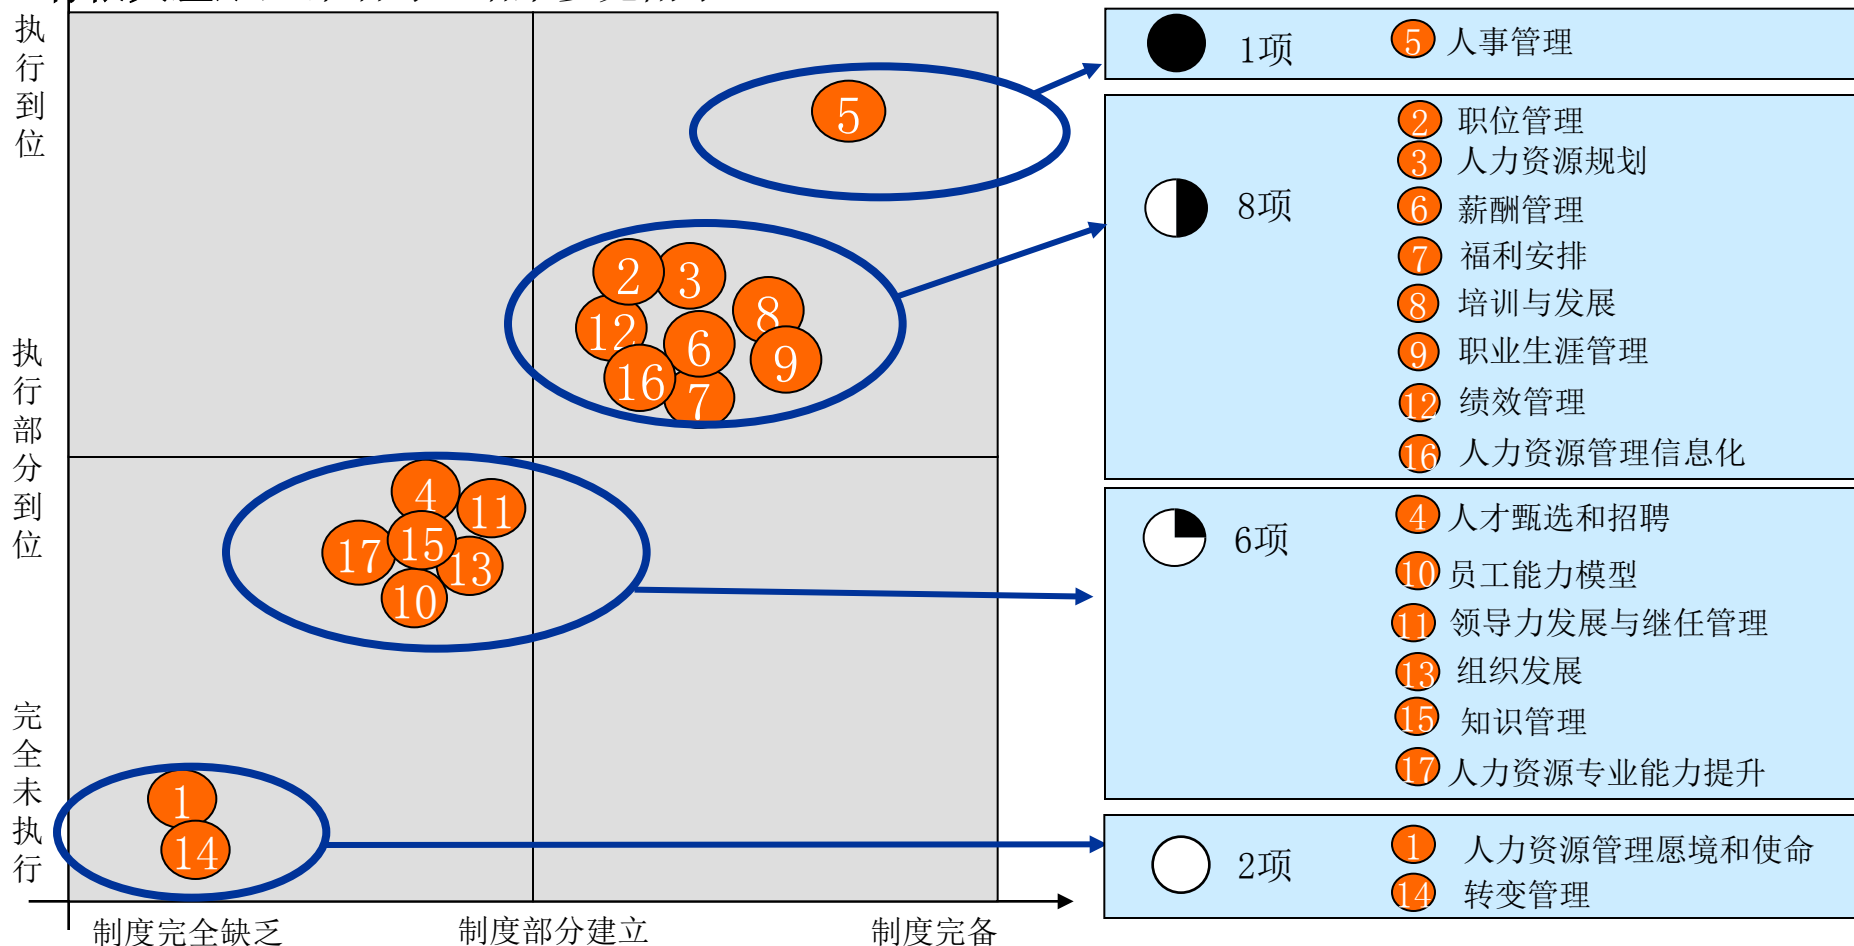 执行到位
执行部分到位
完全未执行
5
2
3
8
12
6
9
16
7
4
11
15
17
13
10
1
14
制度完全缺乏
制度部分建立
制度完备
1项
5 人事管理
8项
2 职位管理
3 人力资源规划
6 薪酬管理
7 福利安排
8 培训与发展
9 职业生涯管理
12 绩效管理
16 人力资源管理信息化
6项
4 人才甄选和招聘
10 员工能力模型
11 领导力发展与继任管理
13 组织发展
15 知识管理
17 人力资源专业能力提升
2项
1 人力资源管理愿境和使命
14 转变管理